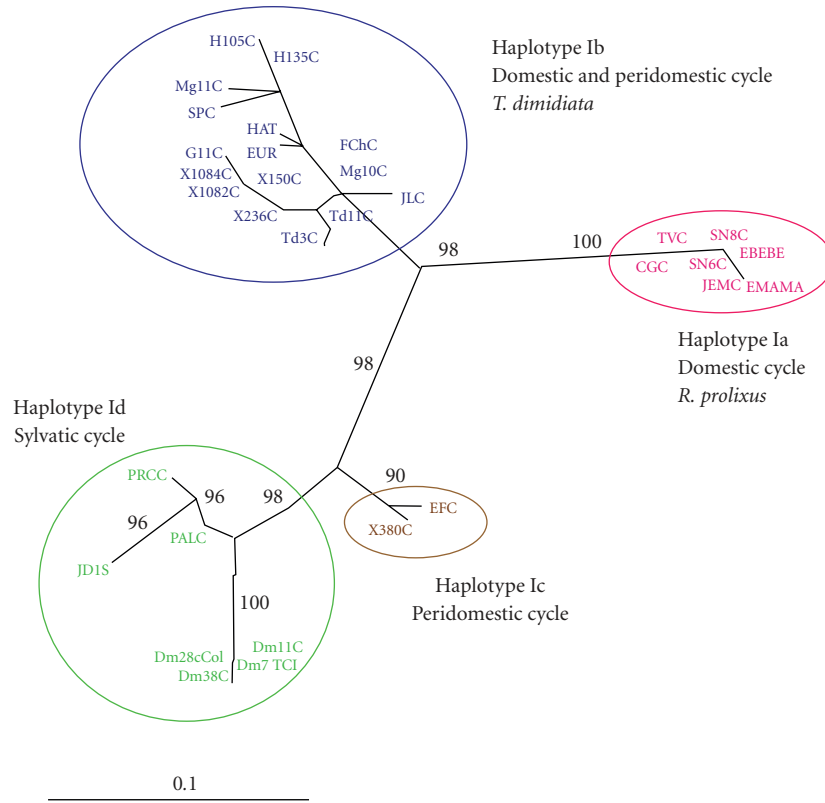 H105C
H135C
Mg11C
SPC
HAT
EUR
FChC
Mg10C
G11C
X1084C
X1082C
X150C
JLC
X236C
Td11C
Td3C
Haplotype Ib
Domestic and peridomestic cycle
T. dimidiata
98
100
TVC
SN8C
EBEBE
CGC
SN6C
JEMC
EMAMA
Haplotype Ia
Domestic cycle
R. prolixus
98
Haplotype Id
Sylvatic cycle
PRCC
96
98
96
PALC
JD1S
100
Dm28cCol
Dm11C
Dm7 TCI
Dm38C
90
EFC
X380C
Haplotype Ic
Peridomestic cycle
0.1